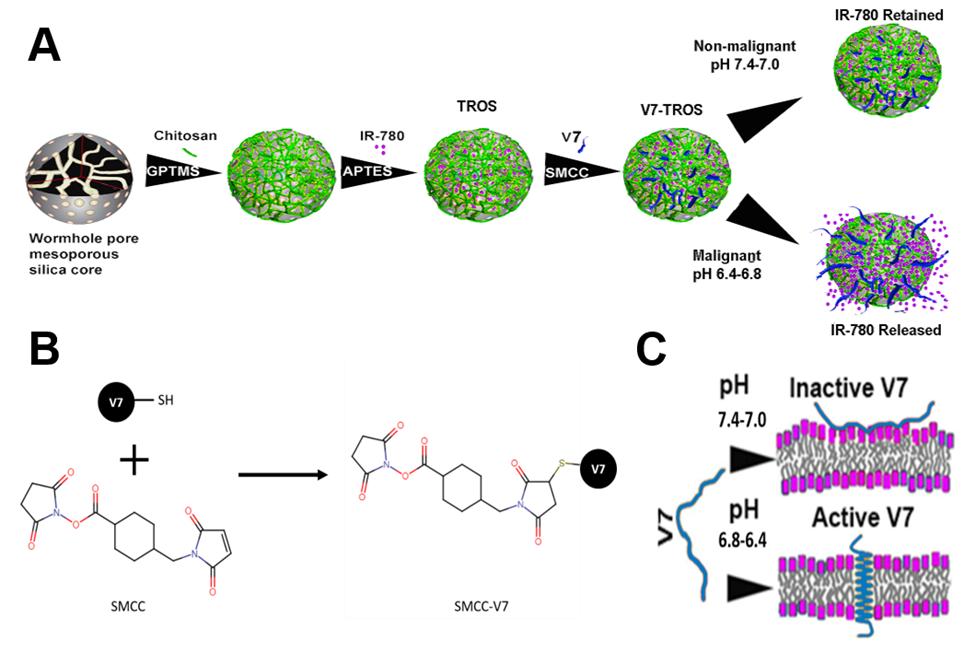 A
Chitosan
GPTMS
IR-780
APTES
TROS
V7
SMCC
V7-TROS
Non-malignant
pH 7.4-7.0
IR-780 Retained
Wormhole pore
mesoporous
silica core
Malignant
pH 6.4-6.8
IR-780 Released
B
V7
SH
O
O
N
O
O
O
N
O
O
SMCC
O
O
N
O
O
O
N
O
O
S
V7
SMCC-V7
C
V7
pH
7.4-7.0
Inactive V7
pH
6.8-6.4
Active V7